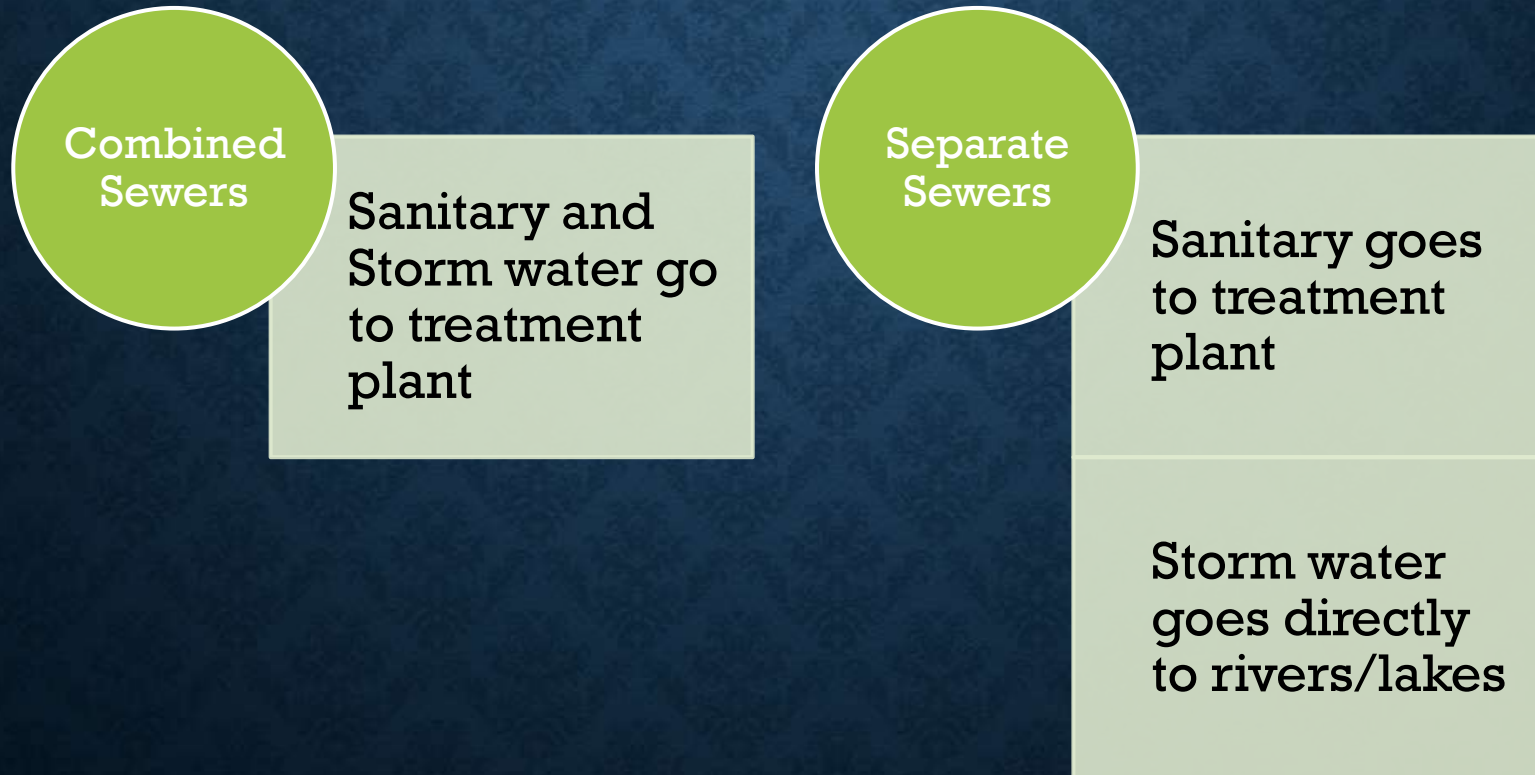 Combined
Sewers
Sanitary and
Storm water go
to treatment
plant
Separate
Sewers
Sanitary goes
to treatment
plant
Storm water
goes directly
to rivers/lakes